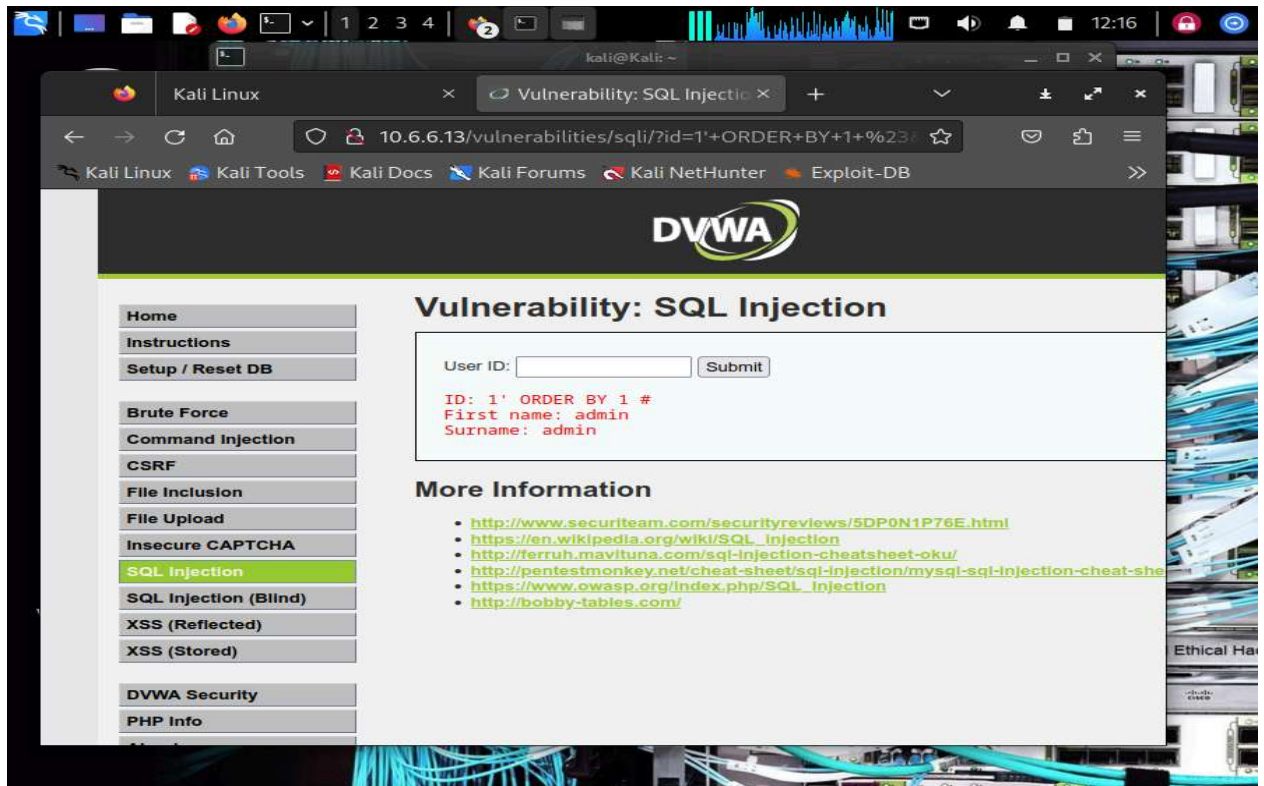 1 2 3 4
2
12:16
kali@Kali: ~
Kali Linux
Vulnerability: SQL Injectio
10.6.6.13/vulnerabilities/sqli/?id=1'+ORDER+BY+1+%23&
Kali Linux Kali Tools Kali Docs Kali Forums Kali NetHunter Exploit-DB
DVWA
Home
Instructions
Setup / Reset DB
Brute Force
Command Injection
CSRF
File Inclusion
File Upload
Insecure CAPTCHA
SQL Injection
SQL Injection (Blind)
XSS (Reflected)
XSS (Stored)
DVWA Security
PHP Info
Vulnerability: SQL Injection
User ID: Submit
ID: 1' ORDER BY 1 #
First name: admin
Surname: admin
More Information
http://www.securiteam.com/securityreviews/5DP0N1P76E.html
https://en.wikipedia.org/wiki/SQL_injection
http://ferruh.mavituna.com/sql-injection-cheatsheet-oku/
http://pentestmonkey.net/cheat-sheet/sql-injection/mysql-sql-injection-cheat-she
https://www.owasp.org/index.php/SQL_Injection
http://bobby-tables.com/
Ethical Ha